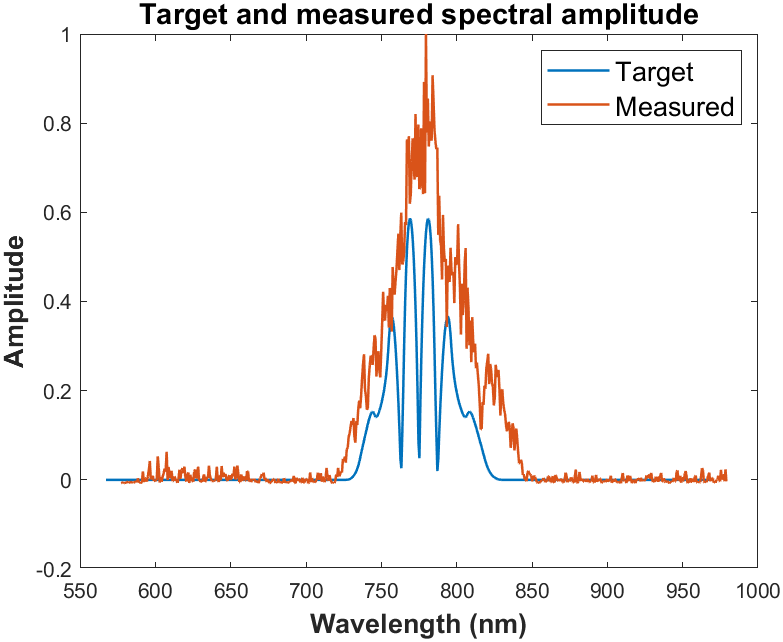 Target and measured spectral amplitude
Target
Measured
Amplitude
1
0.8
0.6
0.4
0.2
0
-0.2
550 600 650 700 750 800 850 900 950 1000
Wavelength (nm)